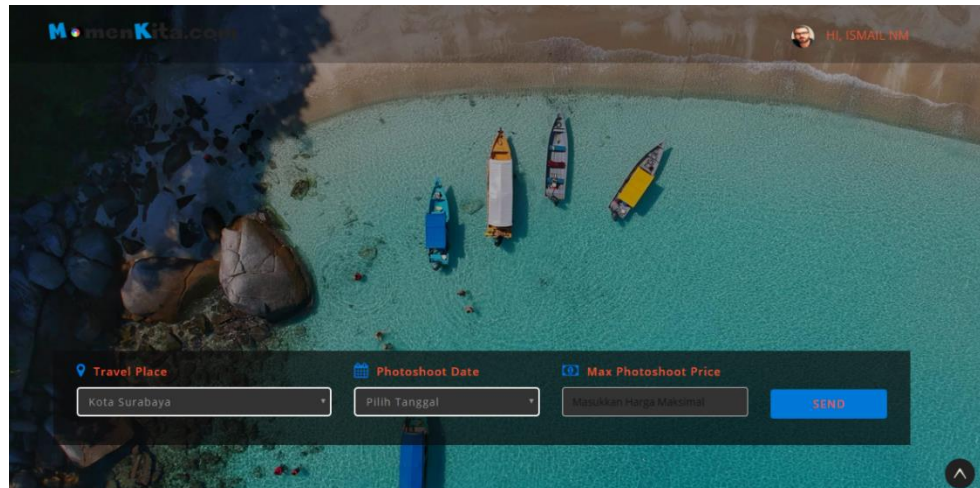 MomenKita.com
HI, ISMAIL NM
Travel Place
Photoshoot Date
Max Photoshoot Price
Kota Surabaya
Pilih Tanggal
Masukkan Harga Maksimal
SEND